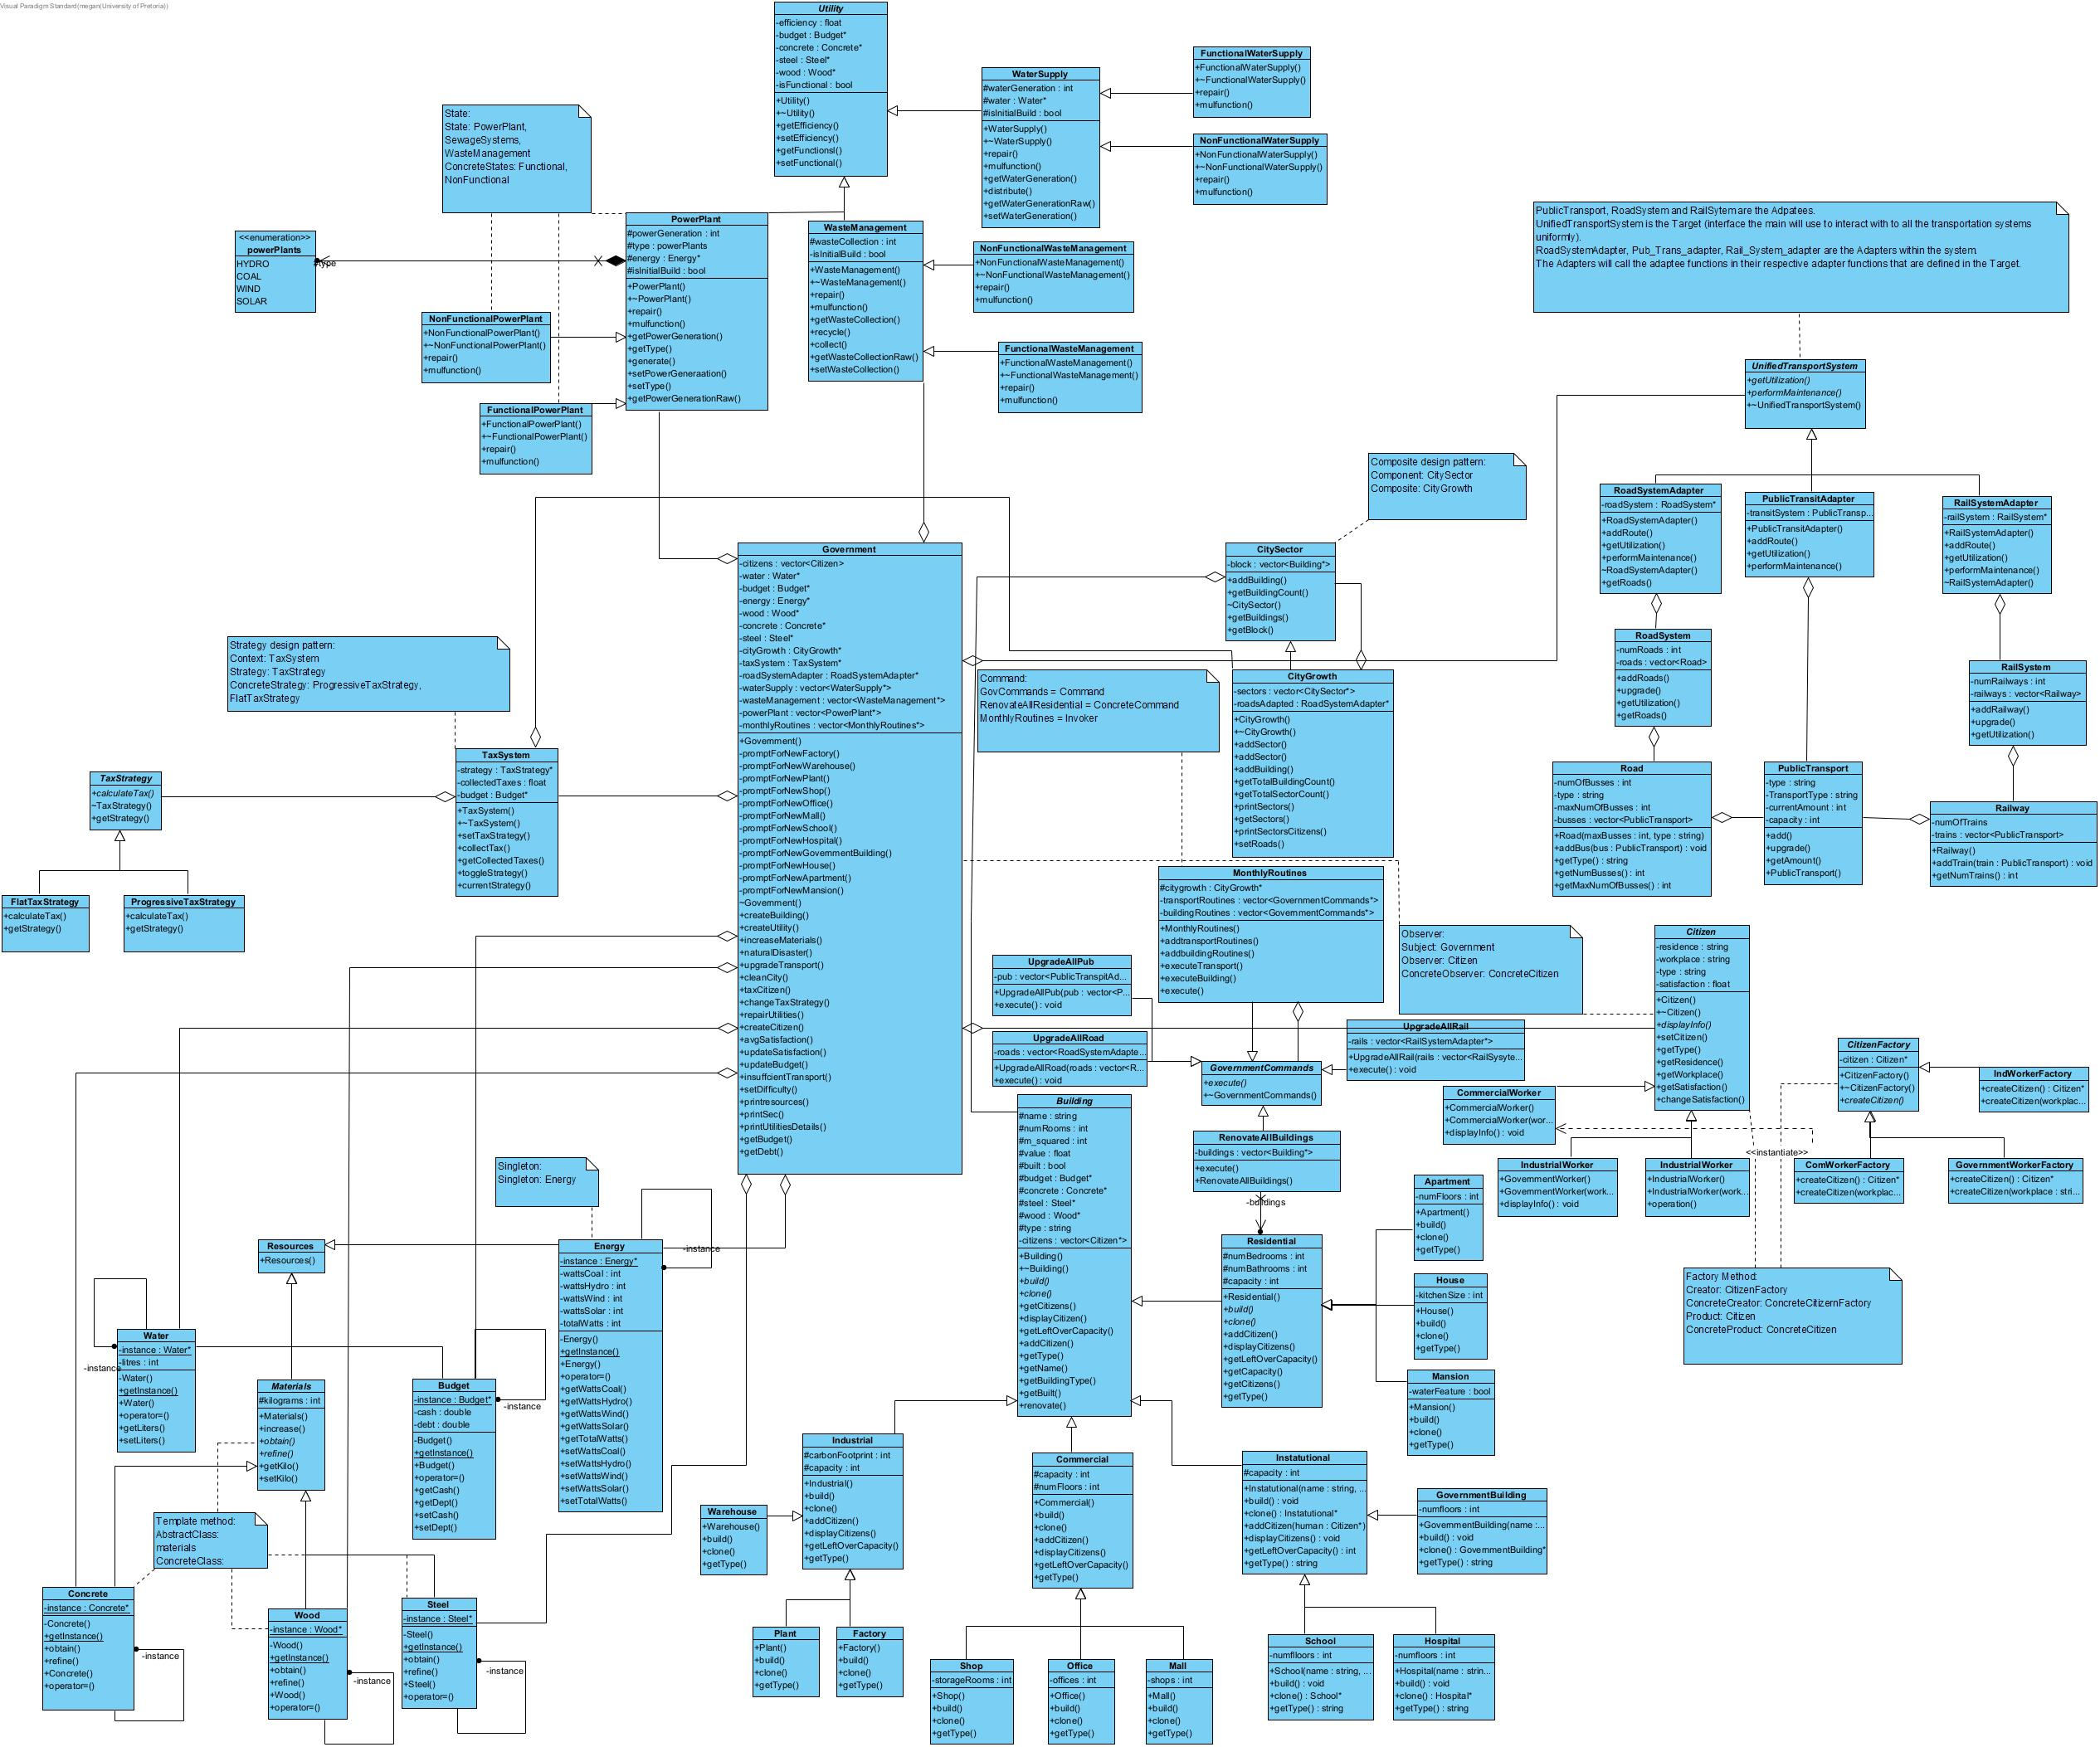 Visual Paradigm Standard(megan(University of Pretoria))
Utility
-efficiency : float
-budget : Budget*
-concrete : Concrete*
-steel : Steel*
-wood : Wood*
-isFunctional : bool
+Utility()
+~Utility()
+getEfficiency()
+setEfficiency()
+getFunctionsl()
+setFunctional()
WaterSupply
#waterGeneration : int
#water : Water*
#isInitialBuild : bool
+WaterSupply()
+~WaterSupply()
+repair()
+mulfunction()
+getWaterGeneration()
+distribute()
+getWaterGenerationRaw()
+setWaterGeneration()
FunctionalWaterSupply
+FunctionalWaterSupply()
+~FunctionalWaterSupply()
+repair()
+mulfunction()
NonFunctionalWaterSupply
+NonFunctionalWaterSupply()
+~NonFunctionalWaterSupply()
+repair()
+mulfunction()
State:
State: PowerPlant,
SewageSystems,
WasteManagement
ConcreteStates: Functional,
NonFunctional
<<enumeration>>
powerPlants
HYDRO
COAL
WIND
SOLAR
#type
PowerPlant
#powerGeneration : int
#type : powerPlants
#energy : Energy*
#isInitialBuild : bool
+PowerPlant()
+~PowerPlant()
+repair()
+mulfunction()
+getPowerGeneration()
+getType()
+generate()
+setPowerGeneraation()
+setType()
+getPowerGenerationRaw()
NonFunctionalPowerPlant
+NonFunctionalPowerPlant()
+~NonFunctionalPowerPlant()
+repair()
+mulfunction()
FunctionalPowerPlant
+FunctionalPowerPlant()
+~FunctionalPowerPlant()
+repair()
+mulfunction()
WasteManagement
#wasteCollection : int
-isInitialBuild : bool
+WasteManagement()
+~WasteManagement()
+repair()
+mulfunction()
+getWasteCollection()
+recycle()
+collect()
+getWasteCollectionRaw()
+setWasteCollection()
NonFunctionalWasteManagement
+NonFunctionalWasteManagement()
+~NonFunctionalWasteManagement()
+repair()
+mulfunction()
FunctionalWasteManagement
+FunctionalWasteManagement()
+~FunctionalWasteManagement()
+repair()
+mulfunction()
PublicTransport, RoadSystem and RailSytem are the Adpatees.
UnifiedTransportSystem is the Target (interface the main will use to interact with to all the transportation systems
uniformly).
RoadSystemAdapter, Pub_Trans_adapter, Rail_System_adapter are the Adapters within the system.
The Adapters will call the adaptee functions in their respective adapter functions that are defined in the Target.
UnifiedTransportSystem
+getUtilization()
+performMaintenance()
+~UnifiedTransportSystem()
RoadSystemAdapter
-roadSystem : RoadSystem*
+RoadSystemAdapter()
+addRoute()
+getUtilization()
+performMaintenance()
~RoadSystemAdapter()
+getRoads()
PublicTransitAdapter
-transitSystem : PublicTransp...
+PublicTransitAdapter()
+addRoute()
+getUtilization()
+performMaintenance()
RailSystemAdapter
-railSystem : RailSystem*
+RailSystemAdapter()
+addRoute()
+getUtilization()
+performMaintenance()
~RailSystemAdapter()
RoadSystem
-numRoads : int
-roads : vector<Road>
+addRoads()
+upgrade()
+getUtilization()
+getRoads()
RailSystem
-numRailways : int
-railways : vector<Railway>
+addRailway()
+upgrade()
+getUtilization()
Road
-numOfBusses : int
-type : string
-maxNumOfBusses : int
-busses : vector<PublicTransport>
+Road(maxBusses : int, type : string)
+addBus(bus : PublicTransport) : void
+getType() : string
+getNumBusses() : int
+getMaxNumOfBusses() : int
PublicTransport
-type : string
-TransportType : string
-currentAmount : int
-capacity : int
+add()
+upgrade()
+getAmount()
+PublicTransport()
Railway
-numOfTrains
-trains : vector<PublicTransport>
+Railway()
+addTrain(train : PublicTransport) : void
+getNumTrains() : int
Composite design pattern:
Component: CitySector
Composite: CityGrowth
CitySector
-block : vector<Building*>
+addBuilding()
+getBuildingCount()
~CitySector()
+getBuildings()
+getBlock()
CityGrowth
-sectors : vector<CitySector*>
-roadsAdapted : RoadSystemAdapter*
+CityGrowth()
+~CityGrowth()
+addSector()
+addSector()
+addBuilding()
+getTotalBuildingCount()
+getTotalSectorCount()
+printSectors()
+getSectors()
+printSectorsCitizens()
+setRoads()
Government
-citizens : vector<Citizen>
-water : Water*
-budget : Budget*
-energy : Energy*
-wood : Wood*
-concrete : Concrete*
-steel : Steel*
-cityGrowth : CityGrowth*
-taxSystem : TaxSystem*
-roadSystemAdapter : RoadSystemAdapter*
-waterSupply : vector<WaterSupply*>
-wasteManagement : vector<WasteManagement*>
-powerPlant : vector<PowerPlant*>
-monthlyRoutines : vector<MonthlyRoutines*>
+Government()
-promptForNewFactory()
-promptForNewWarehouse()
-promptForNewPlant()
-promptForNewShop()
-promptForNewOffice()
-promptForNewMall()
-promptForNewSchool()
-promptForNewHospital()
-promptForNewGovernmentBuilding()
-promptForNewHouse()
-promptForNewApartment()
-promptForNewMansion()
~Government()
+createBuilding()
+createUtility()
+increaseMaterials()
+naturalDisaster()
+upgradeTransport()
+cleanCity()
+taxCitizen()
+changeTaxStrategy()
+repairUtilities()
+createCitizen()
+avgSatisfaction()
+updateSatisfaction()
+updateBudget()
+insuffcientTransport()
+setDifficulty()
+printresources()
+printSec()
+printUtilitiesDetails()
+getBudget()
+getDebt()
Strategy design pattern:
Context: TaxSystem
Strategy: TaxStrategy
ConcreteStrategy: ProgressiveTaxStrategy,
FlatTaxStrategy
TaxSystem
-strategy : TaxStrategy*
-collectedTaxes : float
-budget : Budget*
+TaxSystem()
+~TaxSystem()
+setTaxStrategy()
+collectTax()
+getCollectedTaxes()
+toggleStrategy()
+currentStrategy()
TaxStrategy
+calculateTax()
~TaxStrategy()
+getStrategy()
FlatTaxStrategy
+calculateTax()
+getStrategy()
ProgressiveTaxStrategy
+calculateTax()
+getStrategy()
Command:
GovCommands = Command
RenovateAllResidential = ConcreteCommand
MonthlyRoutines = Invoker
MonthlyRoutines
#citygrowth : CityGrowth*
-transportRoutines : vector<GovernmentCommands*>
-buildingRoutines : vector<GovernmentCommands*>
+MonthlyRoutines()
+addtransportRoutines()
+addbuildingRoutines()
+executeTransport()
+executeBuilding()
+execute()
Observer:
Subject: Government
Observer: Citizen
ConcreteObserver: ConcreteCitizen
UpgradeAllPub
-pub : vector<PublicTranspitAd...
+UpgradeAllPub(pub : vector<P...
+execute() : void
UpgradeAllRoad
-roads : vector<RoadSystemAdapte...
+UpgradeAllRoad(roads : vector<R...
+execute() : void
UpgradeAllRail
-rails : vector<RailSystemAdapter*>
+UpgradeAllRail(rails : vector<RailSysyte...
+execute() : void
GovernmentCommands
+execute()
+~GovernmentCommands()
RenovateAllBuildings
-buildings : vector<Building*>
+execute()
+RenovateAllBuildings()
-buildings
Citizen
-residence : string
-workplace : string
-type : string
-satisfaction : float
+Citizen()
+~Citizen()
+displayInfo()
+setCitizen()
+getType()
+getResidence()
+getWorkplace()
+getSatisfaction()
+changeSatisfaction()
CitizenFactory
-citizen : Citizen*
+CitizenFactory()
+~CitizenFactory()
+createCitizen()
IndWorkerFactory
+createCitizen() : Citizen*
+createCitizen(workplac...
CommercialWorker
+CommercialWorker()
+CommercialWorker(wor...
+displayInfo() : void
<<instantiate>>
IndustrialWorker
+GovernmentWorker()
+GovernmentWorker(work...
+displayInfo() : void
IndustrialWorker
+IndustrialWorker()
+IndustrialWorker(work...
+operation()
ComWorkerFactory
+createCitizen() : Citizen*
+createCitizen(workplac...
GovernmentWorkerFactory
+createCitizen() : Citizen*
+createCitizen(workplace : stri...
Factory Method:
Creator: CitizenFactory
ConcreteCreator: ConcreteCitizernFactory
Product: Citizen
ConcreteProduct: ConcreteCitizen
Building
#name : string
#numRooms : int
#m_squared : int
#value : float
#built : bool
#budget : Budget*
#concrete : Concrete*
#steel : Steel*
#wood : Wood*
#type : string
-citizens : vector<Citizen*>
+Building()
+~Building()
+build()
+clone()
+getCitizens()
+displayCitizen()
+getLeftOverCapacity()
+addCitizen()
+getType()
+getName()
+getBuildingType()
+getBuilt()
+renovate()
Residential
#numBedrooms : int
#numBathrooms : int
#capacity : int
+Residential()
+build()
+clone()
+addCitizen()
+displayCitizens()
+getLeftOverCapacity()
+getCapacity()
+getCitizens()
+getType()
Apartment
-numFloors : int
+Apartment()
+build()
+clone()
+getType()
House
-kitchenSize : int
+House()
+build()
+clone()
+getType()
Mansion
-waterFeature : bool
+Mansion()
+build()
+clone()
+getType()
Singleton:
Singleton: Energy
Resources
+Resources()
Energy
-instance : Energy*
-wattsCoal : int
-wattsHydro : int
-wattsWind : int
-wattsSolar : int
-totalWatts : int
-Energy()
+getInstance()
+Energy()
+operator=()
+getWattsCoal()
+getWattsHydro()
+getWattsWind()
+getWattsSolar()
+getTotalWatts()
+setWattsCoal()
+setWattsHydro()
+setWattsWind()
+setWattsSolar()
+setTotalWatts()
-instance
Water
-instance : Water*
-litres : int
-Water()
+getInstance()
+Water()
+operator=()
+getLiters()
+setLiters()
-instance
Materials
#kilograms : int
+Materials()
+increase()
+obtain()
+refine()
+getKilo()
+setKilo()
Budget
-instance : Budget*
-cash : double
-debt : double
-Budget()
+getInstance()
+Budget()
+operator=()
+getCash()
+getDept()
+setCash()
+setDept()
-instance
Template method:
AbstractClass:
materials
ConcreteClass:
Concrete
-instance : Concrete*
-Concrete()
+getInstance()
+obtain()
+refine()
+Concrete()
+operator=()
-instance
Wood
-instance : Wood*
-Wood()
+getInstance()
+obtain()
+refine()
+Wood()
+operator=()
-instance
Steel
-instance : Steel*
-Steel()
+getInstance()
+obtain()
+refine()
+Steel()
+operator=()
-instance
Industrial
#carbonFootprint : int
#capacity : int
+Industrial()
+build()
+clone()
+addCitizen()
+displayCitizens()
+getLeftOverCapacity()
+getType()
Warehouse
+Warehouse()
+build()
+clone()
+getType()
Plant
+Plant()
+build()
+clone()
+getType()
Factory
+Factory()
+build()
+clone()
+getType()
Commercial
#capacity : int
#numFloors : int
+Commercial()
+build()
+clone()
+addCitizen()
+displayCitizens()
+getLeftOverCapacity()
+getType()
Shop
-storageRooms : int
+Shop()
+build()
+clone()
+getType()
Office
-offices : int
+Office()
+build()
+clone()
+getType()
Mall
-shops : int
+Mall()
+build()
+clone()
+getType()
Instatutional
#capacity : int
+Instatutional(name : string, ...
+build() : void
+clone() : Instatutional*
+addCitizen(human : Citizen*)
+displayCitizens() : void
+getLeftOverCapacity() : int
+getType() : string
GovernmentBuilding
-numfloors : int
+GovernmentBuilding(name :...
+build() : void
+clone() : GovernmentBuilding*
+getType() : string
School
-numflloors : int
+School(name : string, ...
+build() : void
+clone() : School*
+getType() : string
Hospital
-numfloors : int
+Hospital(name : strin...
+build() : void
+clone() : Hospital*
+getType() : string